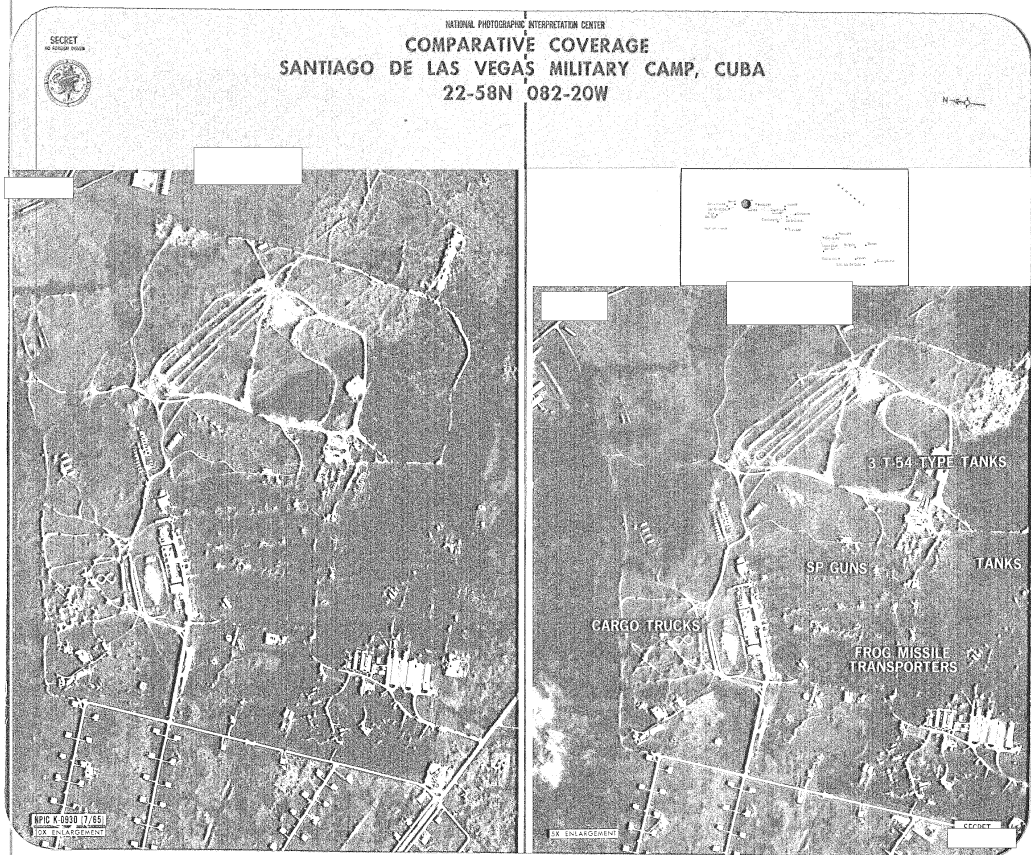 NATIONAL PHOTOGRAPHIC INTERPRETATION CENTER
SECRET
NO FOREIGN DISSEM
COMPARATIVE COVERAGE
SANTIAGO DE LAS VEGAS MILITARY CAMP, CUBA
22-58N 082-20W
N
3 T-54 TYPE TANKS
TANKS
SP GUNS
CARGO TRUCKS
FROG MISSILE
TRANSPORTERS
NPIC K-0930 (7/65)
10X ENLARGEMENT
5X ENLARGEMENT
SECRET